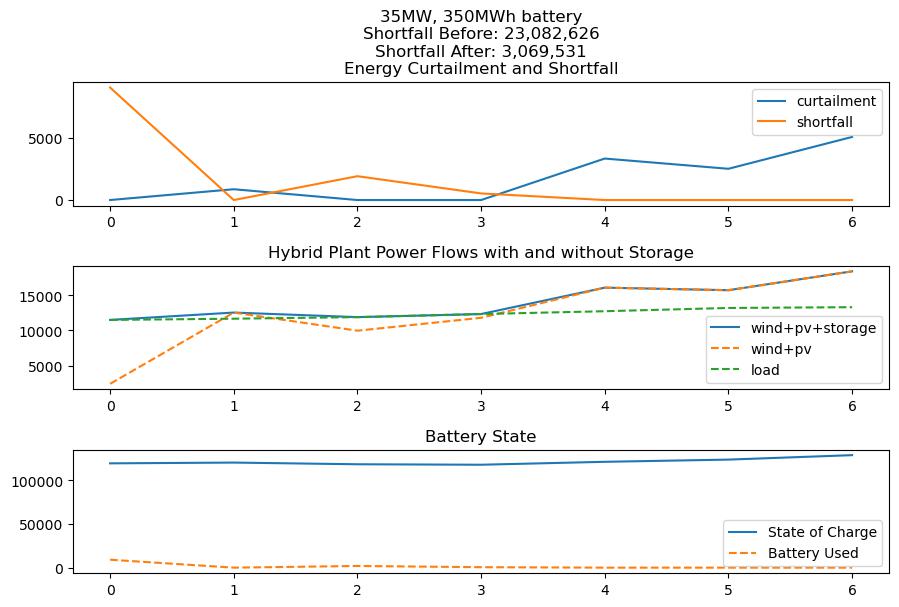 35MW, 350MWh battery
Shortfall Before: 23,082,626
Shortfall After: 3,069,531
Energy Curtailment and Shortfall
5000
0
curtailment
shortfall
0 1 2 3 4 5 6
Hybrid Plant Power Flows with and without Storage
15000
10000
5000
wind+pv+storage
wind+pv
load
0 1 2 3 4 5 6
Battery State
100000
50000
0
State of Charge
Battery Used
0 1 2 3 4 5 6